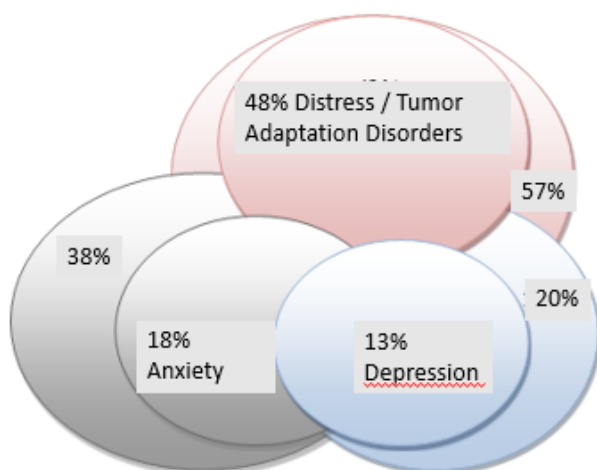 48% Distress / Tumor
Adaptation Disorders
57%
38%
20%
18%
Anxiety
13%
Depression